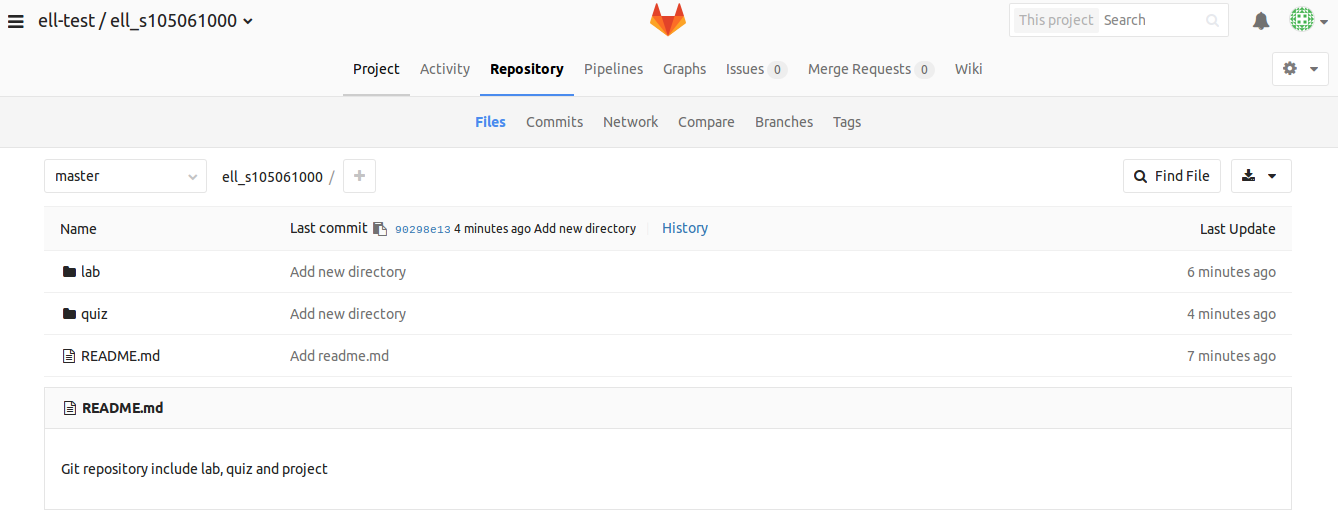 ell-test / ell_s105061000
This project Search
Project Activity Repository Pipelines Graphs Issues 0 Merge Requests 0 Wiki
Files Commits Network Compare Branches Tags
master ell_s105061000 / + Find File
Name Last commit 90298e13 4 minutes ago Add new directory History Last Update
lab Add new directory 6 minutes ago
quiz Add new directory 4 minutes ago
README.md Add readme.md 7 minutes ago
README.md
Git repository include lab, quiz and project